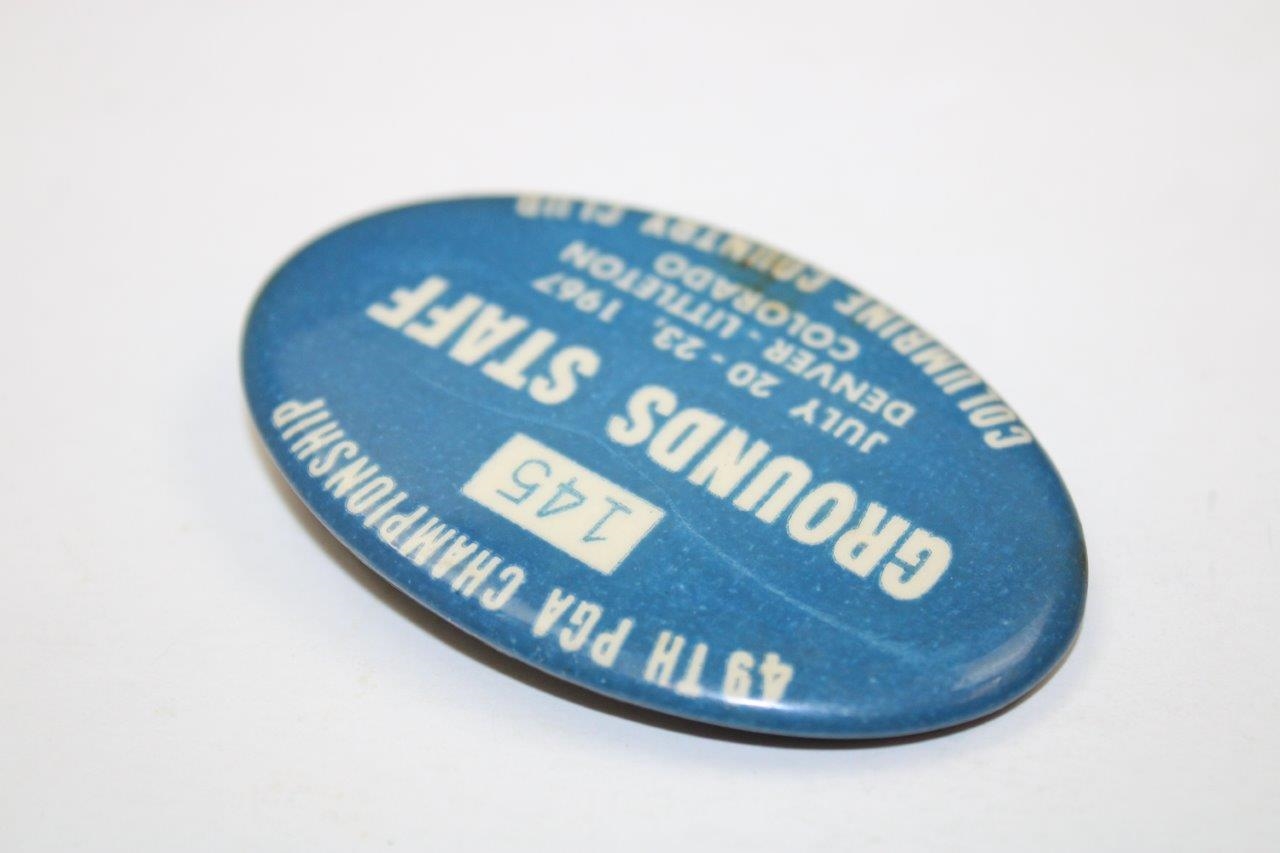 49TH PGA CHAMPIONSHIP
145
GROUNDS STAFF
JULY 20 - 23, 1967
DENVER - LITTLETON
COLORADO
COLUMBINE COUNTRY CLUB